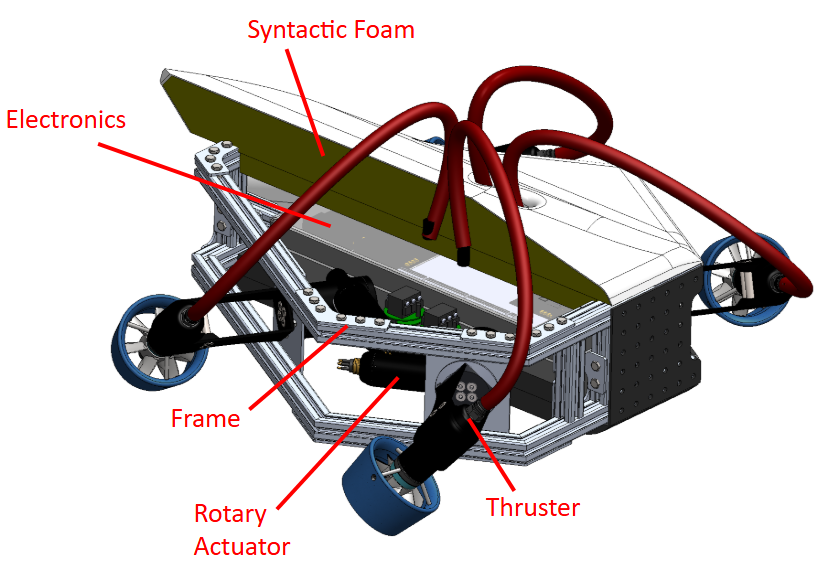 Syntactic Foam
Electronics
Frame
Rotary
Actuator
Thruster